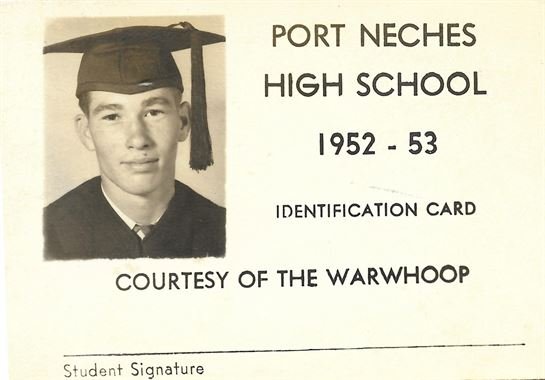 PORT NECHES
HIGH SCHOOL
1952 - 53
IDENTIFICATION CARD
COURTESY OF THE WARWHOOP
Student Signature